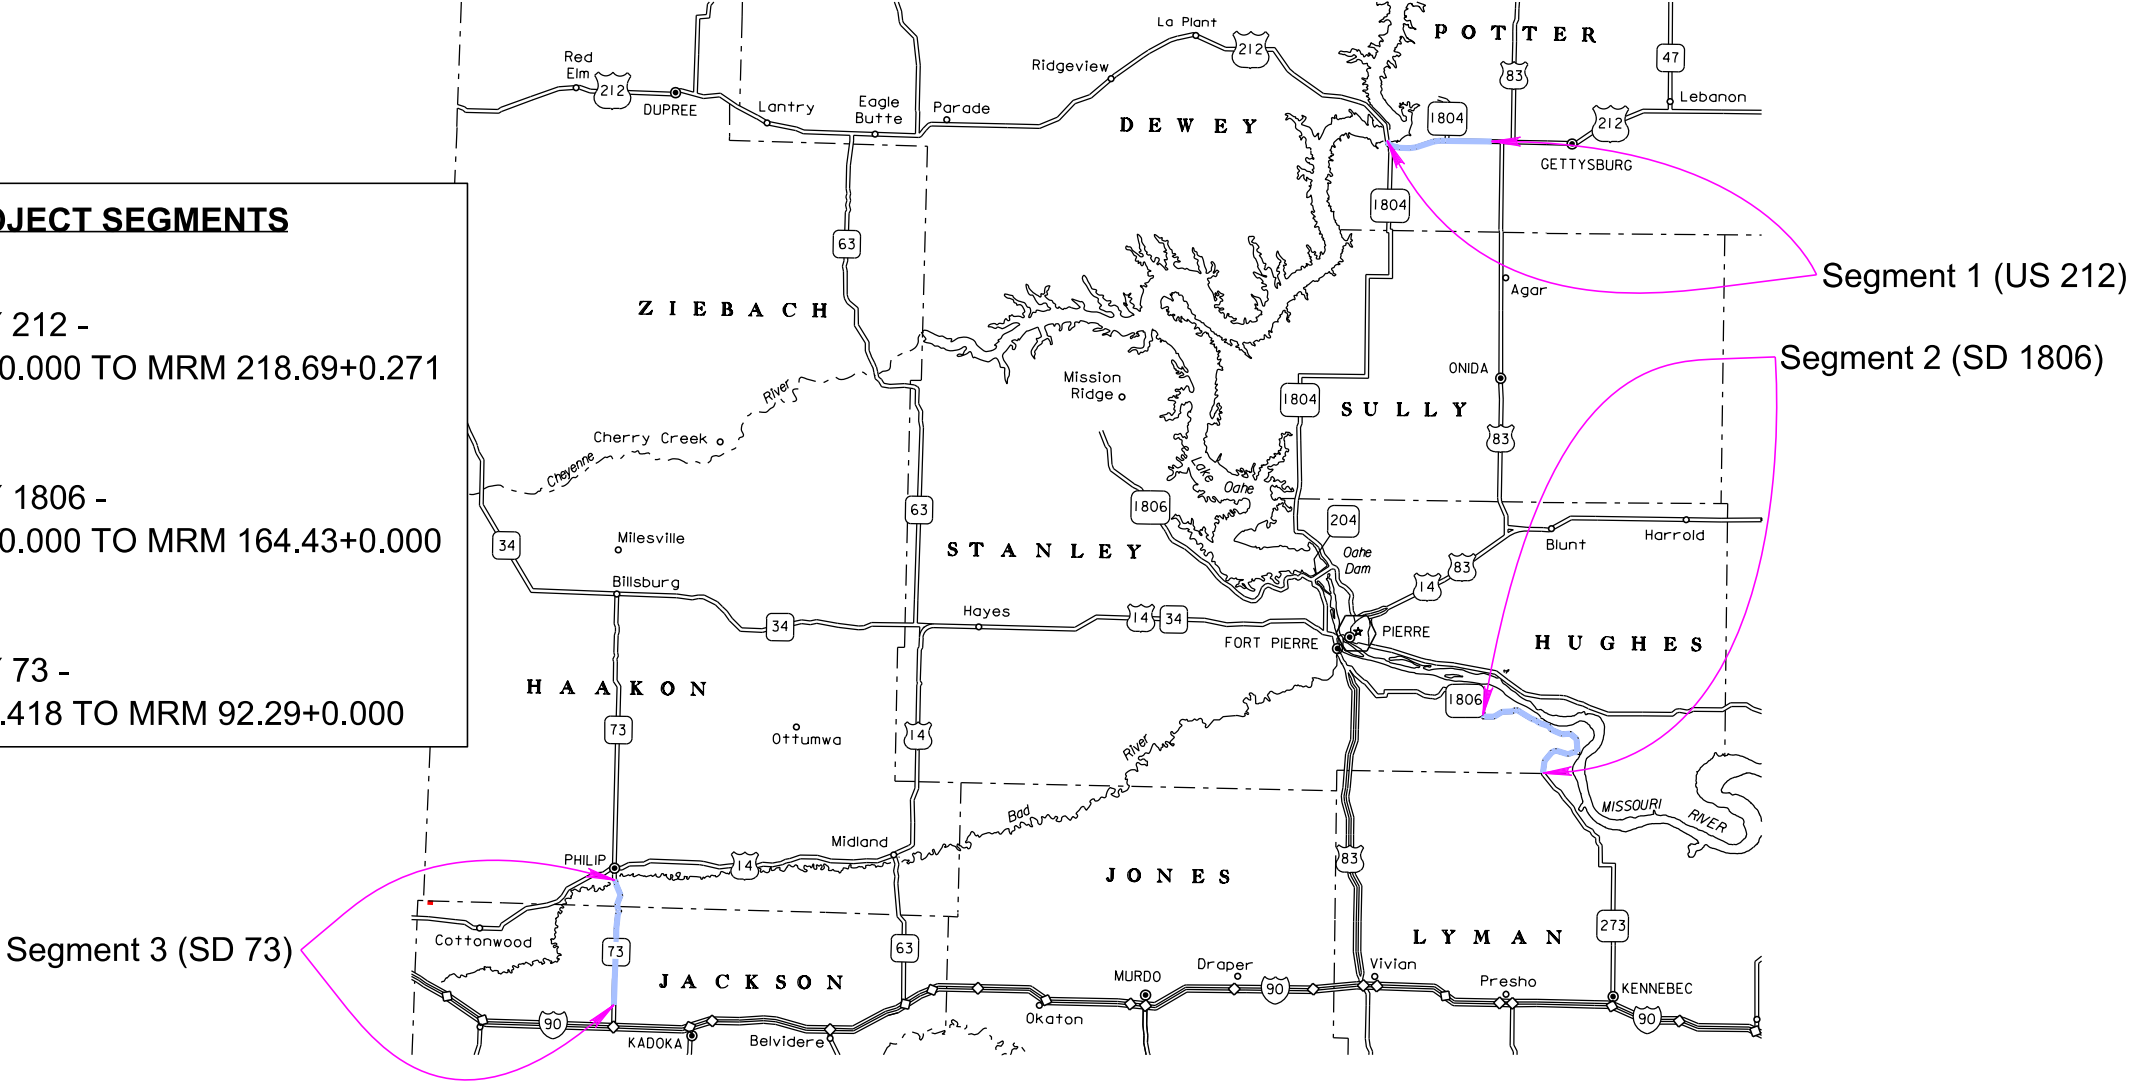 OJECT SEGMENTS
Y 212 -
0.000 TO MRM 218.69+0.271
Y 1806 -
0.000 TO MRM 164.43+0.000
Y 73 -
.418 TO MRM 92.29+0.000
Segment 1 (US 212)
Segment 2 (SD 1806)
Segment 3 (SD 73)
POTTER
La Plant
212
Ridgeview
83
47
Red
Elm
212
DUPREE
Lantry
Eagle
Butte
Parade
DEWEY
1804
212
Lebanon
GETTYSBURG
1804
63
ZIEBACH
Agar
River
Mission
Ridge
ONIDA
1804
SULLY
83
Cherry Creek
Cheyenne
Lake
Oahe
1806
63
204
34
Milesville
STANLEY
Oahe
Dam
Blunt
Harrold
83
14
Billsburg
34
Hayes
14
34
FORT PIERRE
PIERRE
HUGHES
HAAKON
1806
73
Ottumwa
14
River
Bad
MISSOURI
RIVER
Midland
PHILIP
14
83
JONES
Cottonwood
73
63
LYMAN
273
JACKSON
MURDO
Draper
90
Vivian
Presho
KENNEBEC
90
Okaton
90
KADOKA
Belvidere